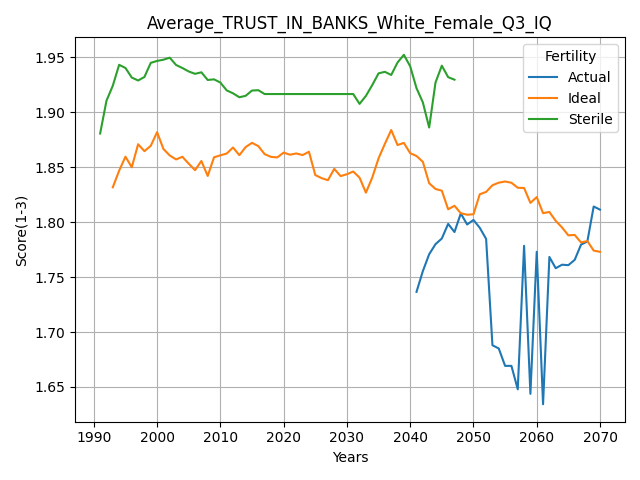 Average_TRUST_IN_BANKS_White_Female_Q3_IQ
Fertility
Actual
Ideal
Sterile
Score(1-3)
1.95
1.90
1.85
1.80
1.75
1.70
1.65
1990 2000 2010 2020 2030 2040 2050 2060 2070
Years